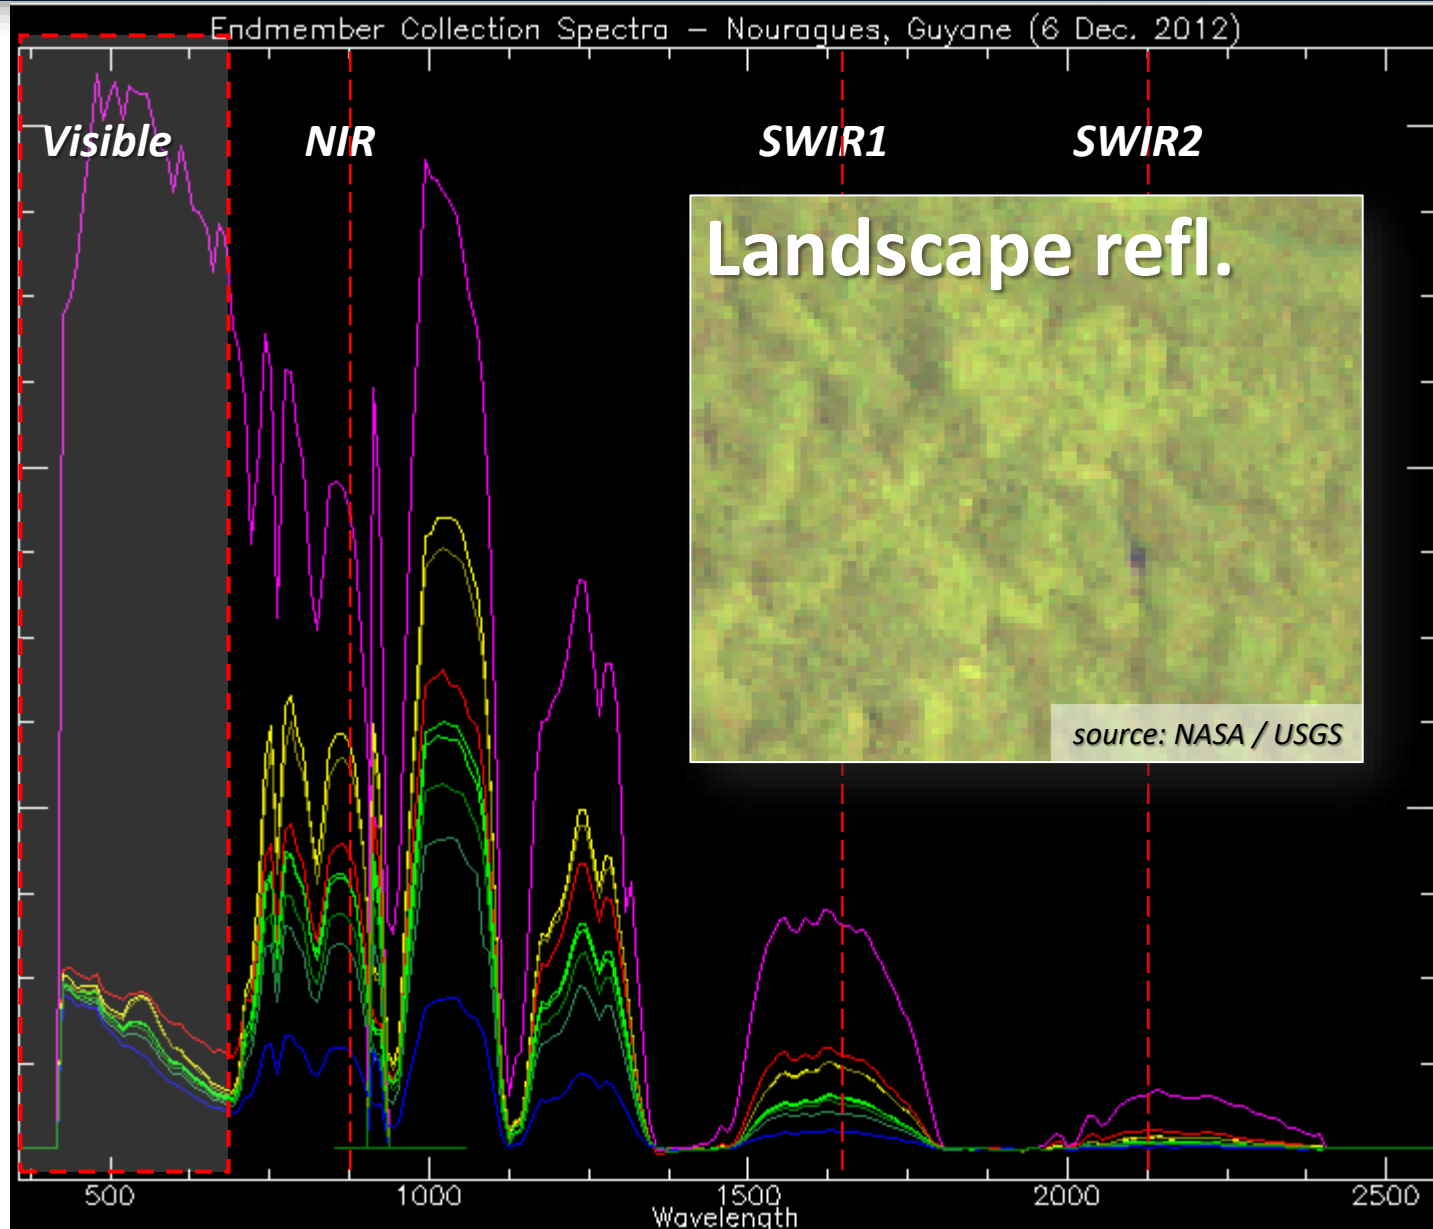 Endmember Collection Spectra – Nouragues, Guyane (6 Dec. 2012)
Visible
NIR
SWIR1
SWIR2
Landscape refl.
source: NASA / USGS
500
1000
1500
2000
2500
Wavelength